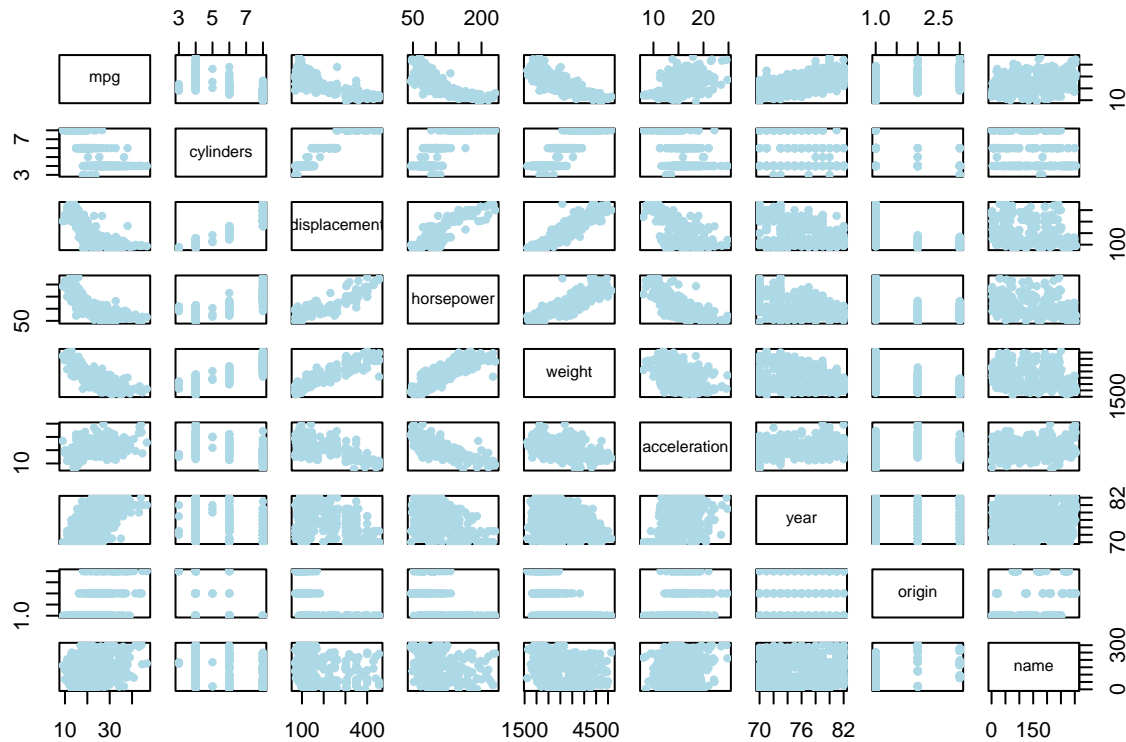 3 5 7 50 200 10 20 1.0 2.5
mpg 10
7 3 cylinders
displacement 100
50 horsepower
weight 1500
10 acceleration
year 82 70
1.0 origin
name 300 0
10 30 100 400 1500 4500 70 76 82 0 150